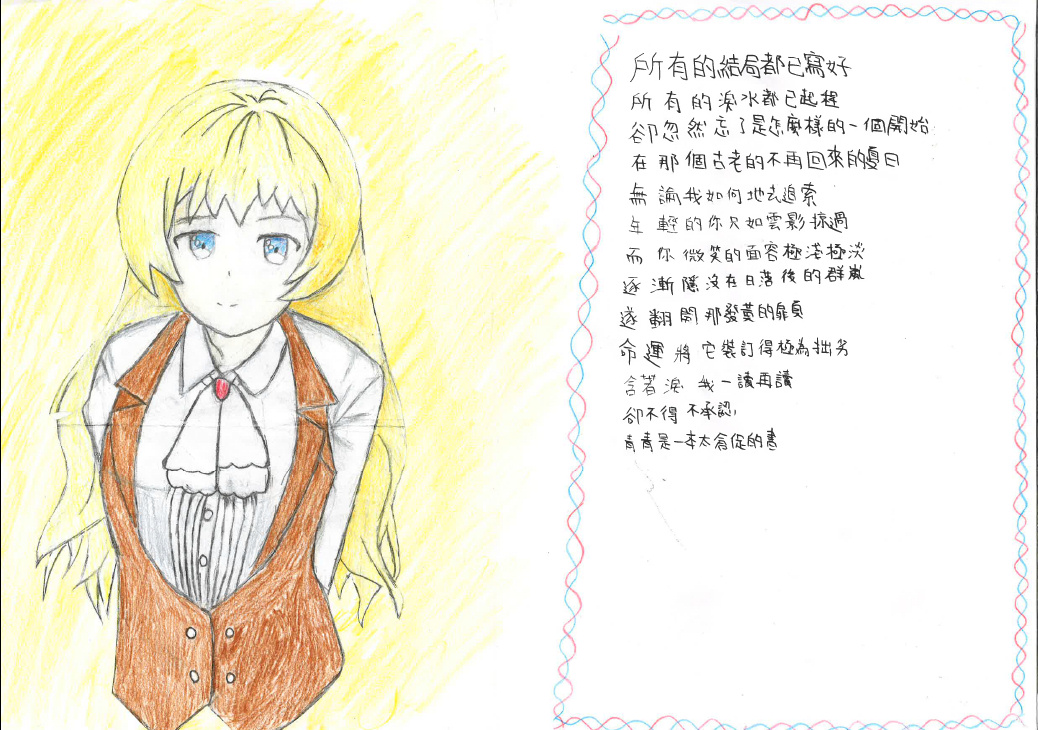 所有的結局都已寫好
所有的淚水都已起程
卻忽然忘了是怎麼樣的一個開始
在那個古老的不再回來的夏日
無論我如何地去追索
年輕的你只如雲影掠過
而你微笑的面容極淺極淡
逐漸隱沒在日落後的群嵐
遂翻開那發黃的扉頁
命運將它裝訂得極為拙劣
含著淚 我一讀再讀
卻不得不承認,
青青是一本太倉促的書